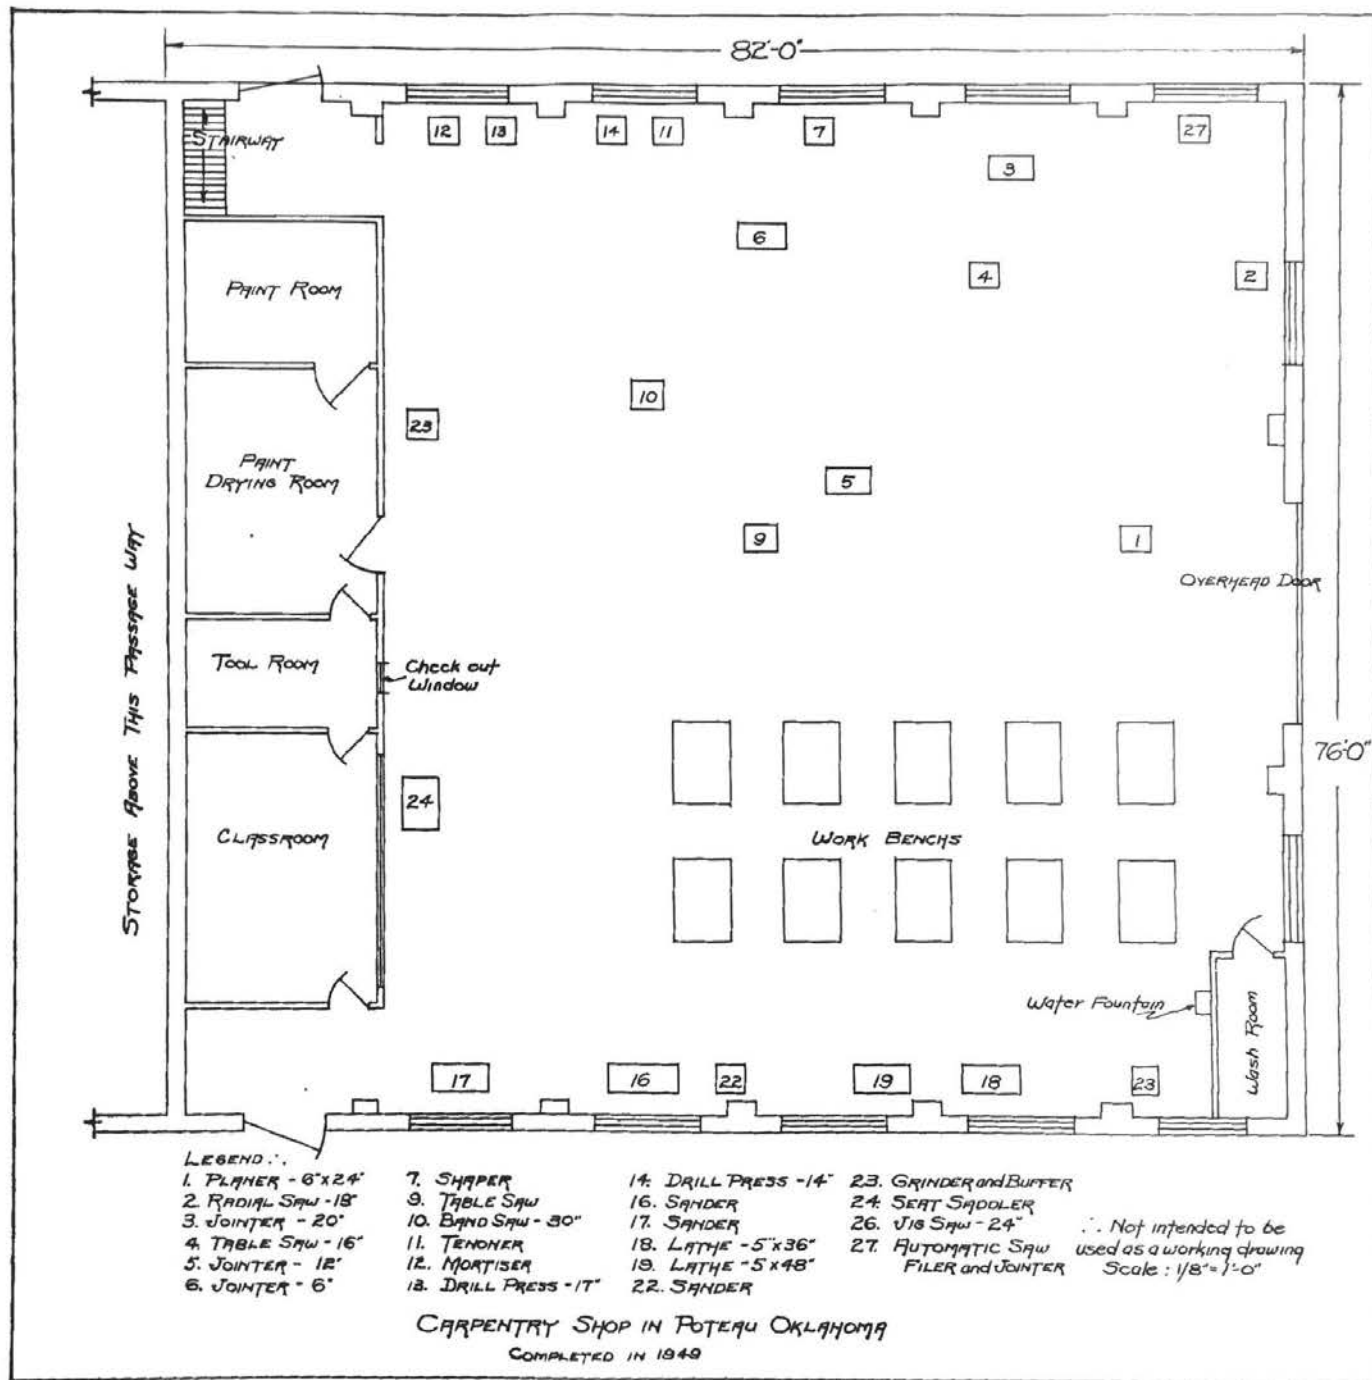 82'-0"
STAIRWAY
12
13
14
11
7
27
3
6
4
2
PAINT ROOM
10
23
PAINT
DRYING ROOM
5
9
1
OVERHEAD DOOR
STORAGE ABOVE THIS PASSAGE WAY
TOOL ROOM
Check out
Window
76'-0"
24
CLASSROOM
WORK BENCHS
Water Fountain
Wash Room
17
16
22
19
18
23
LEGEND ∴
1. PLANER - 6"x24"
2. RADIAL SAW - 18"
3. JOINTER - 20"
4. TABLE SAW - 16"
5. JOINTER - 12"
6. JOINTER - 6"
7. SHAPER
9. TABLE SAW
10. BAND SAW - 30"
11. TENONER
12. MORTISER
13. DRILL PRESS - 17"
14. DRILL PRESS - 14"
16. SANDER
17. SANDER
18. LATHE - 5"x36"
19. LATHE - 5"x48"
22. SANDER
23. GRINDER and BUFFER
24. SEAT SADDLER
26. JIG SAW - 24"
27. AUTOMATIC SAW
FILER and JOINTER
∴ Not intended to be
used as a working drawing
Scale: 1/8"=1'-0"
CARPENTRY SHOP IN POTEAU OKLAHOMA
COMPLETED IN 1949